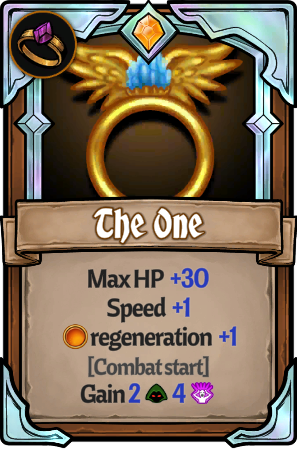 The One
Max HP +30
Speed +1
regeneration +1
[Combat start]
Gain 2 4